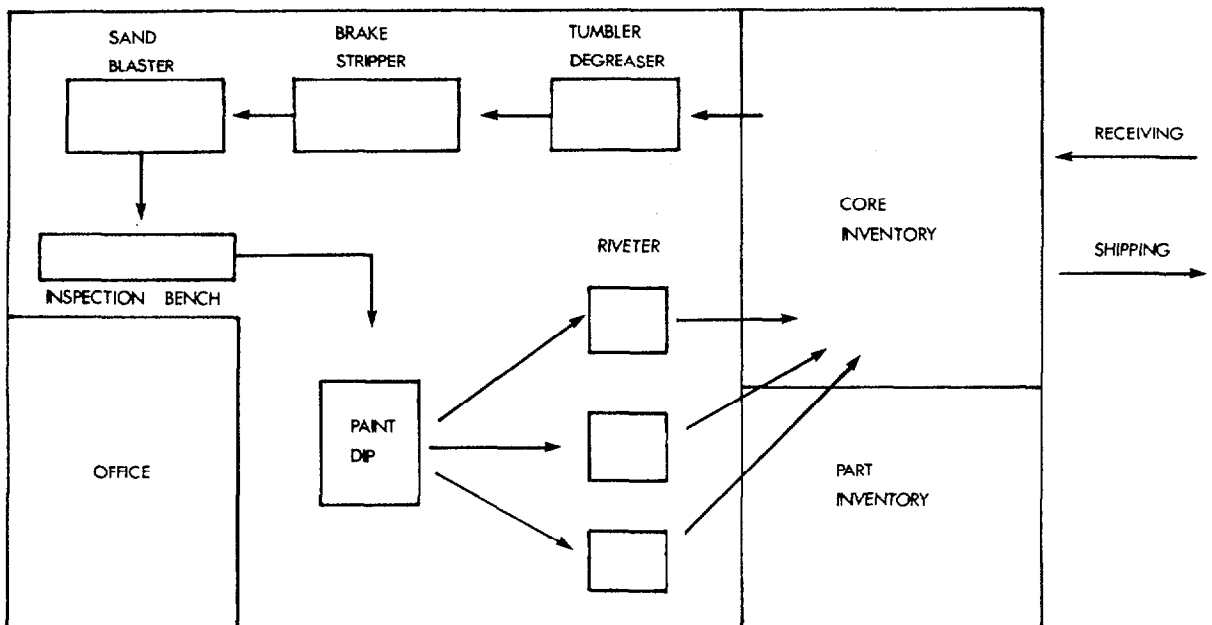 SAND
BLASTER
BRAKE
STRIPPER
TUMBLER
DEGREASER
RECEIVING
CORE
INVENTORY
SHIPPING
RIVETER
INSPECTION BENCH
PAINT
DIP
OFFICE
PART
INVENTORY